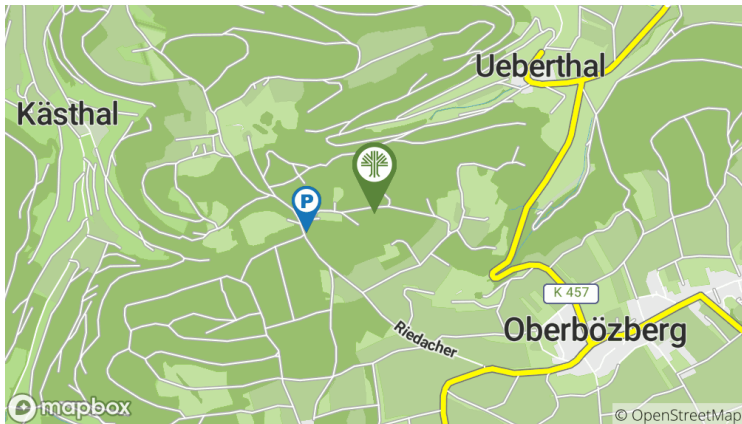 Ueberthal
Kästhal
P
K 457
Oberbözberg
Riedacher
mapbox
© OpenStreetMap